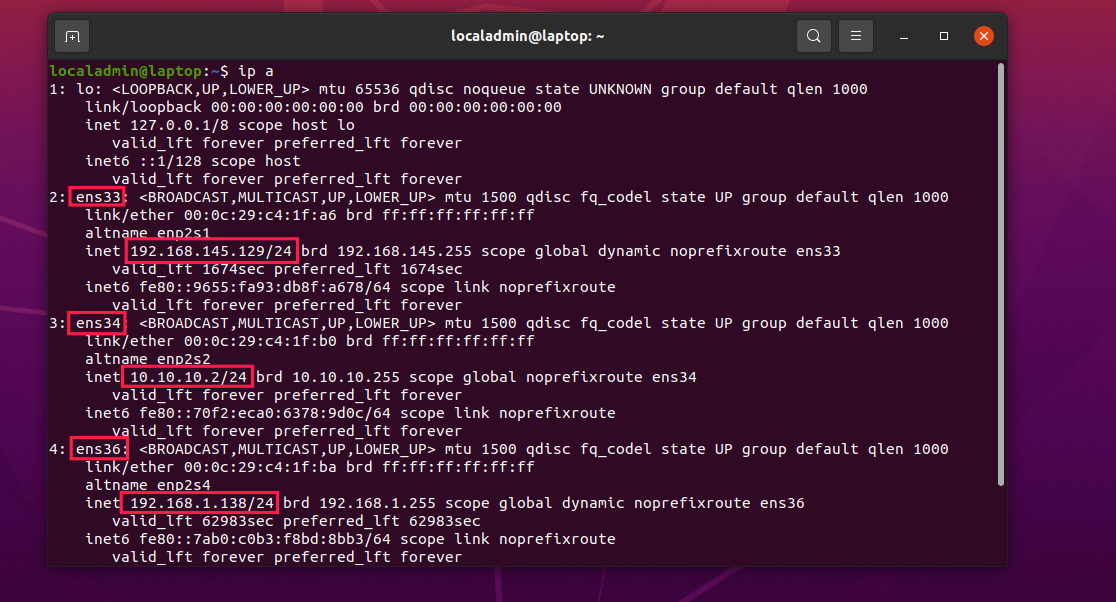 localadmin@laptop: ~
localadmin@laptop:~$ ip a
1: lo: <LOOPBACK,UP,LOWER_UP> mtu 65536 qdisc noqueue state UNKNOWN group default qlen 1000
link/loopback 00:00:00:00:00:00 brd 00:00:00:00:00:00
inet 127.0.0.1/8 scope host lo
valid_lft forever preferred_lft forever
inet6 ::1/128 scope host
valid_lft forever preferred_lft forever
2: ens33: <BROADCAST,MULTICAST,UP,LOWER_UP> mtu 1500 qdisc fq_codel state UP group default qlen 1000
link/ether 00:0c:29:c4:1f:a6 brd ff:ff:ff:ff:ff:ff
altname enp2s1
inet 192.168.145.129/24 brd 192.168.145.255 scope global dynamic noprefixroute ens33
valid_lft 1674sec preferred_lft 1674sec
inet6 fe80::9655:fa93:db8f:a678/64 scope link noprefixroute
valid_lft forever preferred_lft forever
3: ens34: <BROADCAST,MULTICAST,UP,LOWER_UP> mtu 1500 qdisc fq_codel state UP group default qlen 1000
link/ether 00:0c:29:c4:1f:b0 brd ff:ff:ff:ff:ff:ff
altname enp2s2
inet 10.10.10.2/24 brd 10.10.10.255 scope global noprefixroute ens34
valid_lft forever preferred_lft forever
inet6 fe80::70f2:eca0:6378:9d0c/64 scope link noprefixroute
valid_lft forever preferred_lft forever
4: ens36: <BROADCAST,MULTICAST,UP,LOWER_UP> mtu 1500 qdisc fq_codel state UP group default qlen 1000
link/ether 00:0c:29:c4:1f:ba brd ff:ff:ff:ff:ff:ff
altname enp2s4
inet 192.168.1.138/24 brd 192.168.1.255 scope global dynamic noprefixroute ens36
valid_lft 62983sec preferred_lft 62983sec
inet6 fe80::7ab0:c0b3:f8bd:8bb3/64 scope link noprefixroute
valid_lft forever preferred_lft forever